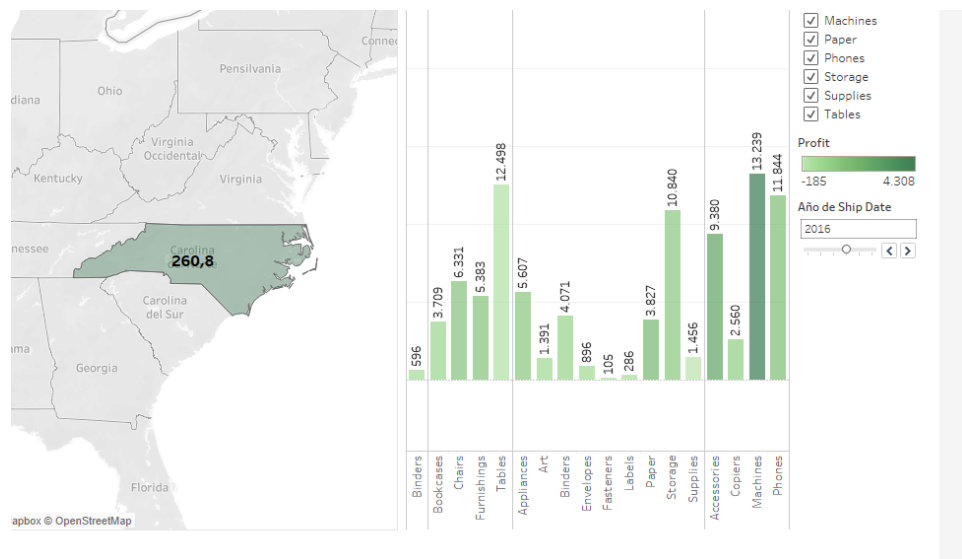 Connec
Pensilvania
Ohio
diana
Virginia
Occidental
Kentucky
Virginia
nessee
Carolina
260,8
Carolina
del Sur
ma
Georgia
Florida
apbox © OpenStreetMap
596
3.709
6.331
5.383
12.498
5.607
1.391
4.071
896
105
286
3.827
10.840
1.456
9.380
2.560
13.239
11.844
Binders
Bookcases
Chairs
Furnishings
Tables
Appliances
Art
Binders
Envelopes
Fasteners
Labels
Paper
Storage
Supplies
Accessories
Copiers
Machines
Phones
Machines
Paper
Phones
Storage
Supplies
Tables
Profit
-185 4.308
Año de Ship Date
2016